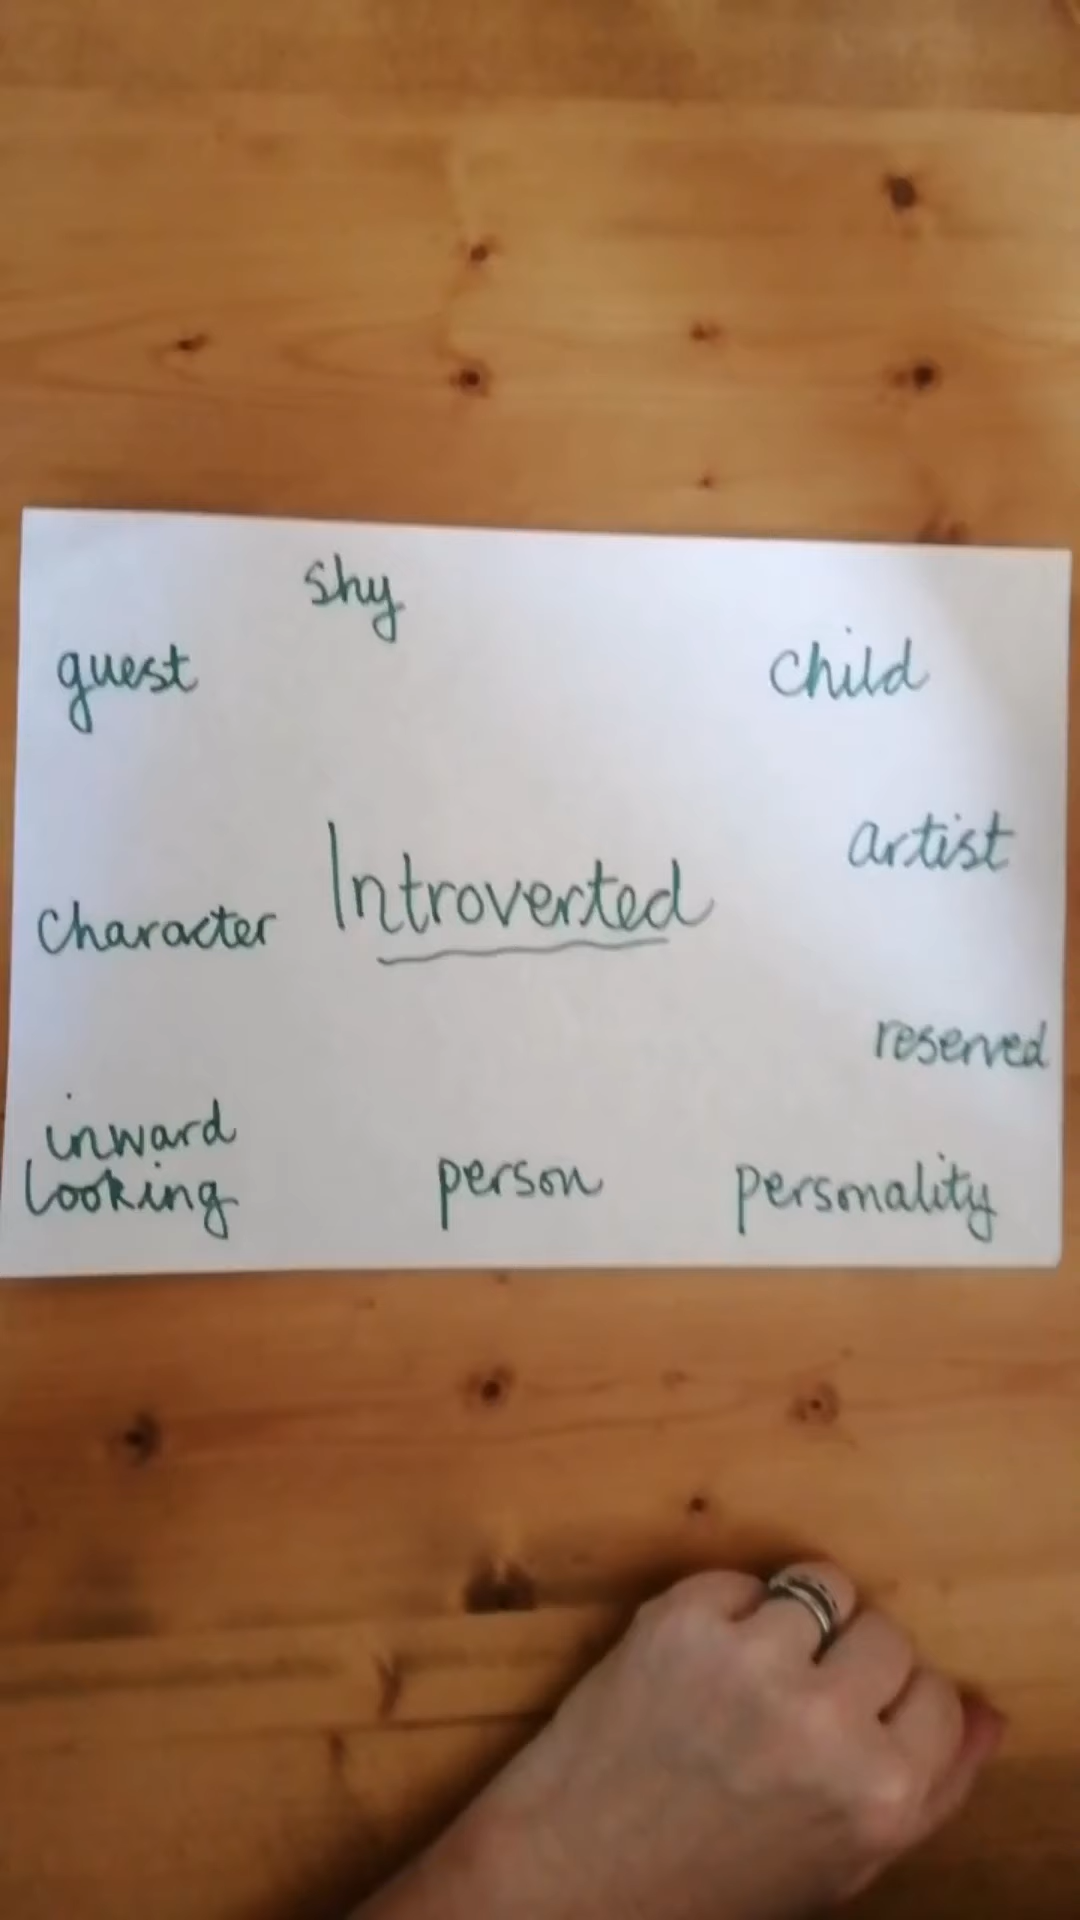 shy
guest
child
artist
Introverted
character
reserved
inward
looking
person
personality